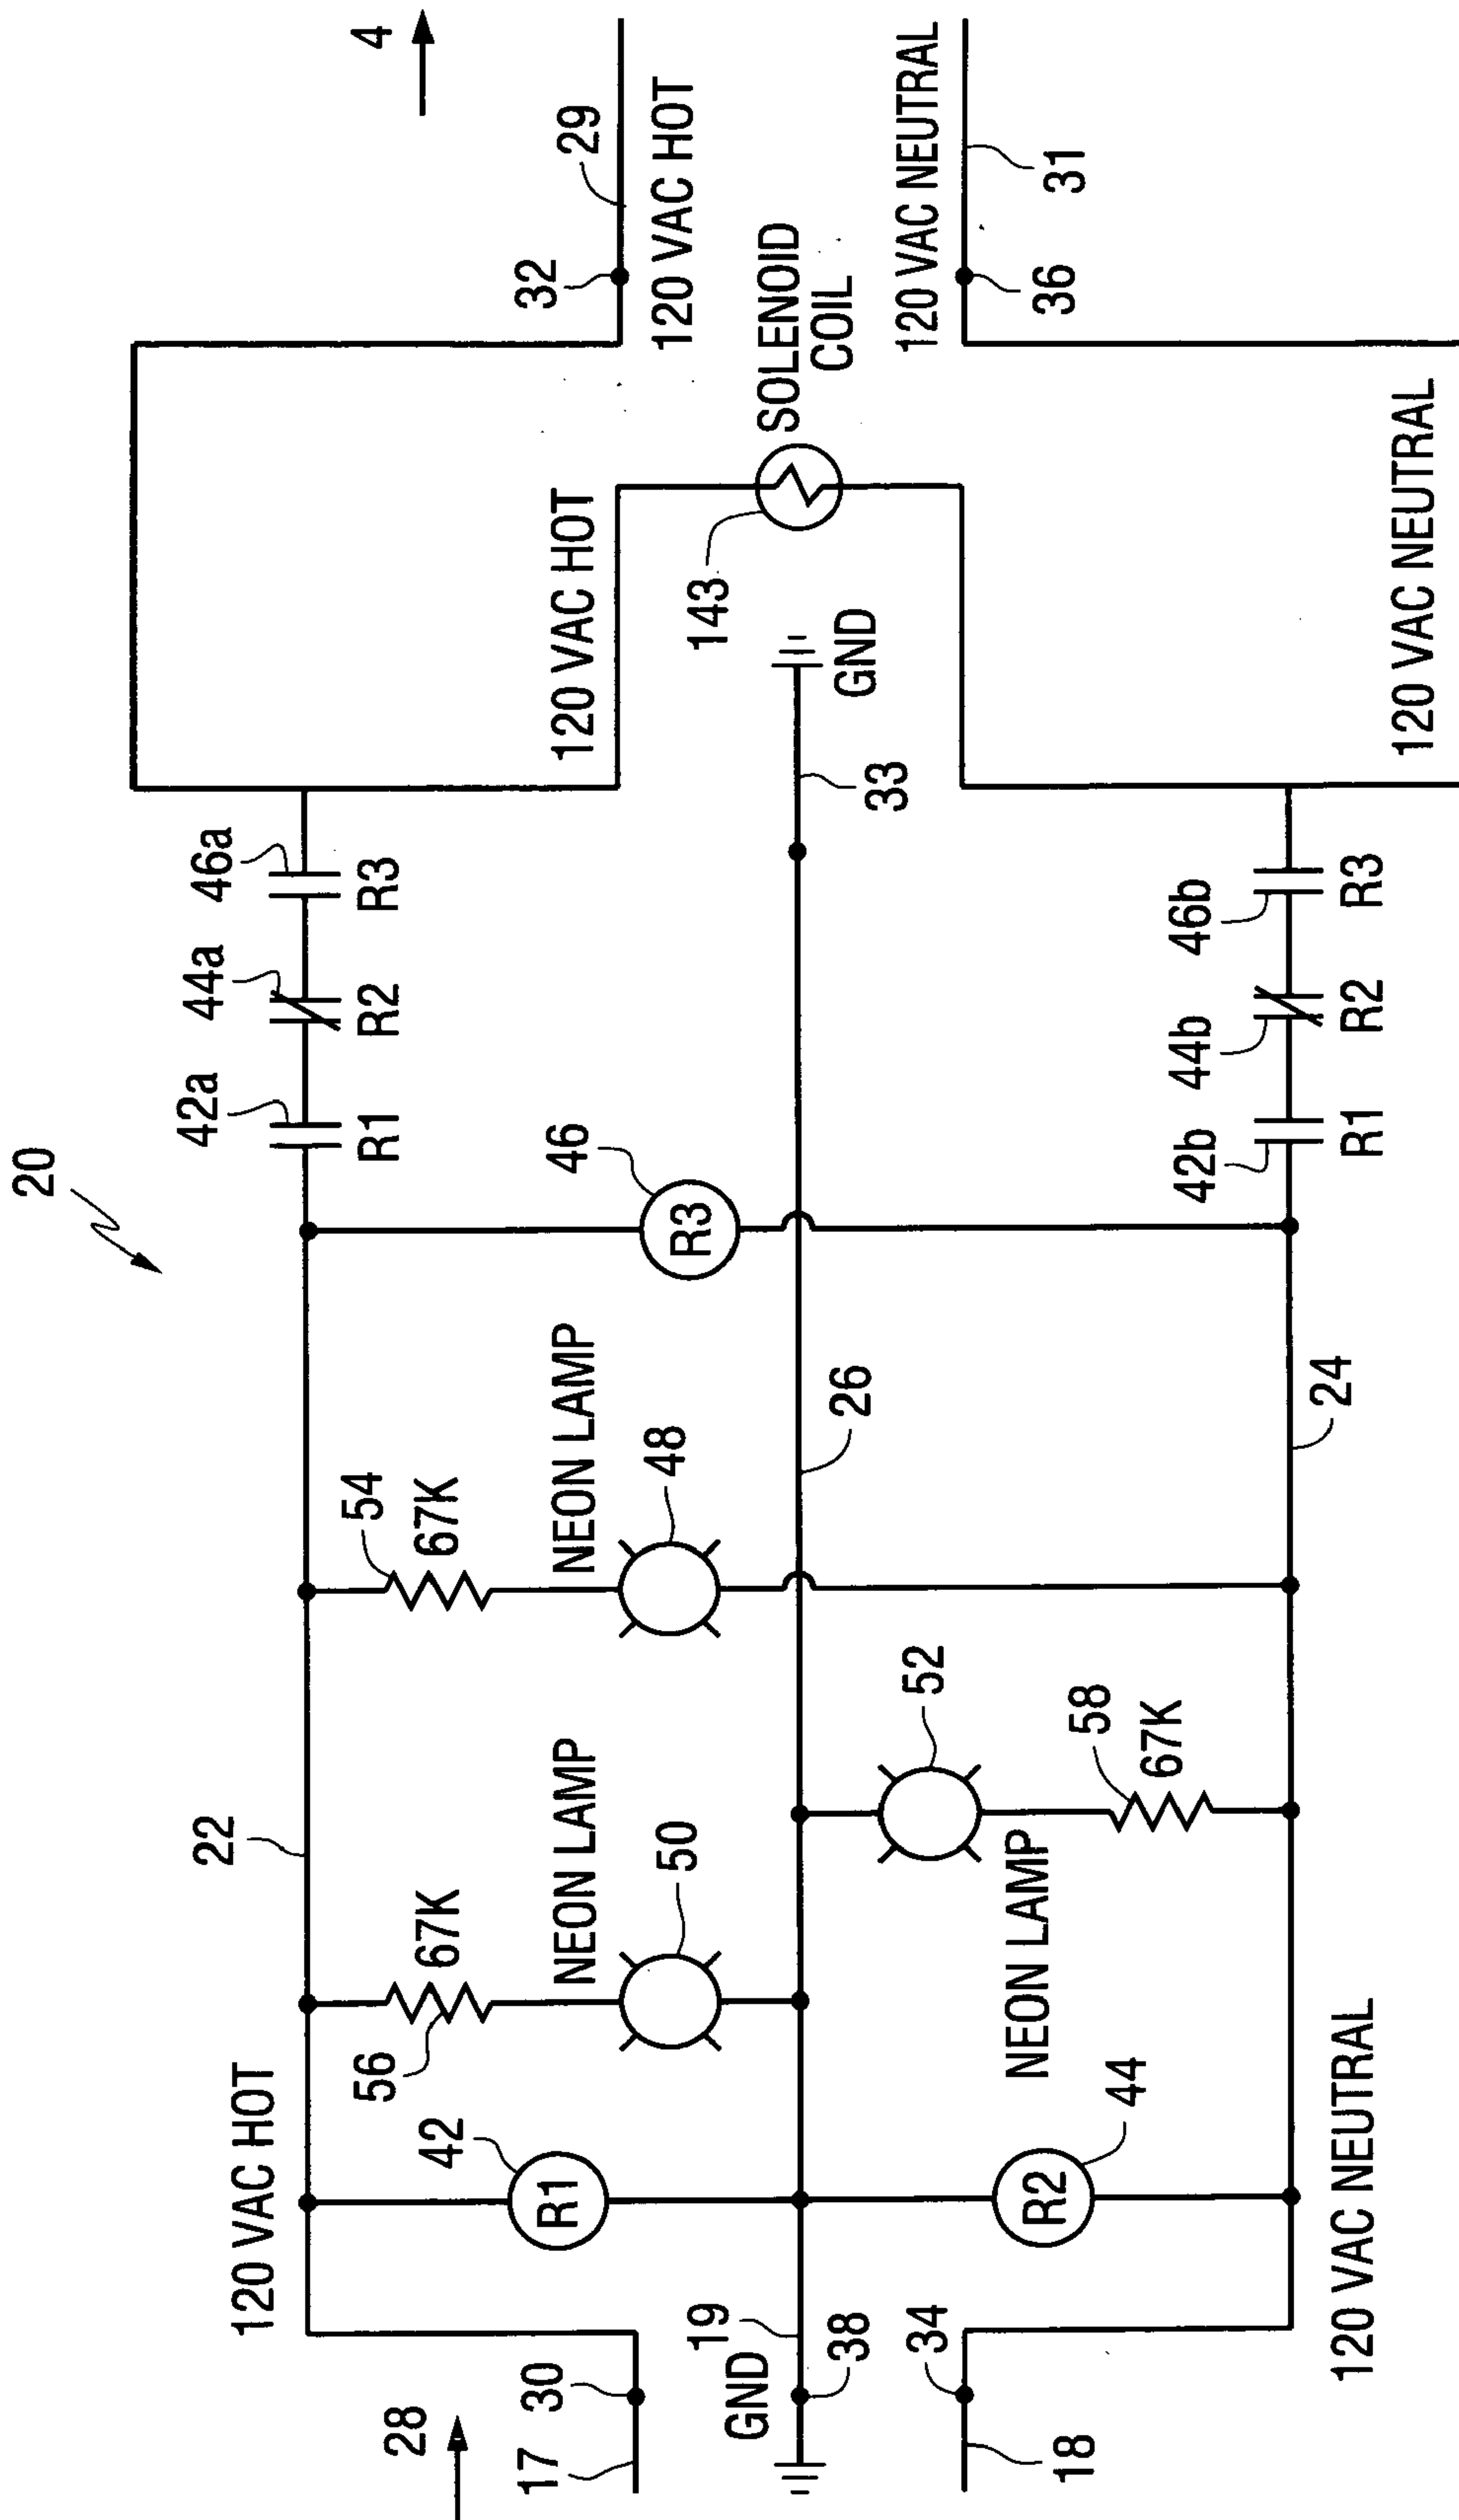 20
28
4
120 VAC HOT
22
42a
44a
46a
R1
R2
R3
56
67K
54
67K
42
R1
NEON LAMP
50
NEON LAMP
48
46
R3
120 VAC HOT
32
29
120 VAC HOT
17
30
GND
19
38
26
33
GND
143
SOLENOID
COIL
34
18
R2
44
NEON LAMP
52
58
67K
120 VAC NEUTRAL
36
31
42b
44b
46b
R1
R2
R3
24
120 VAC NEUTRAL
120 VAC NEUTRAL